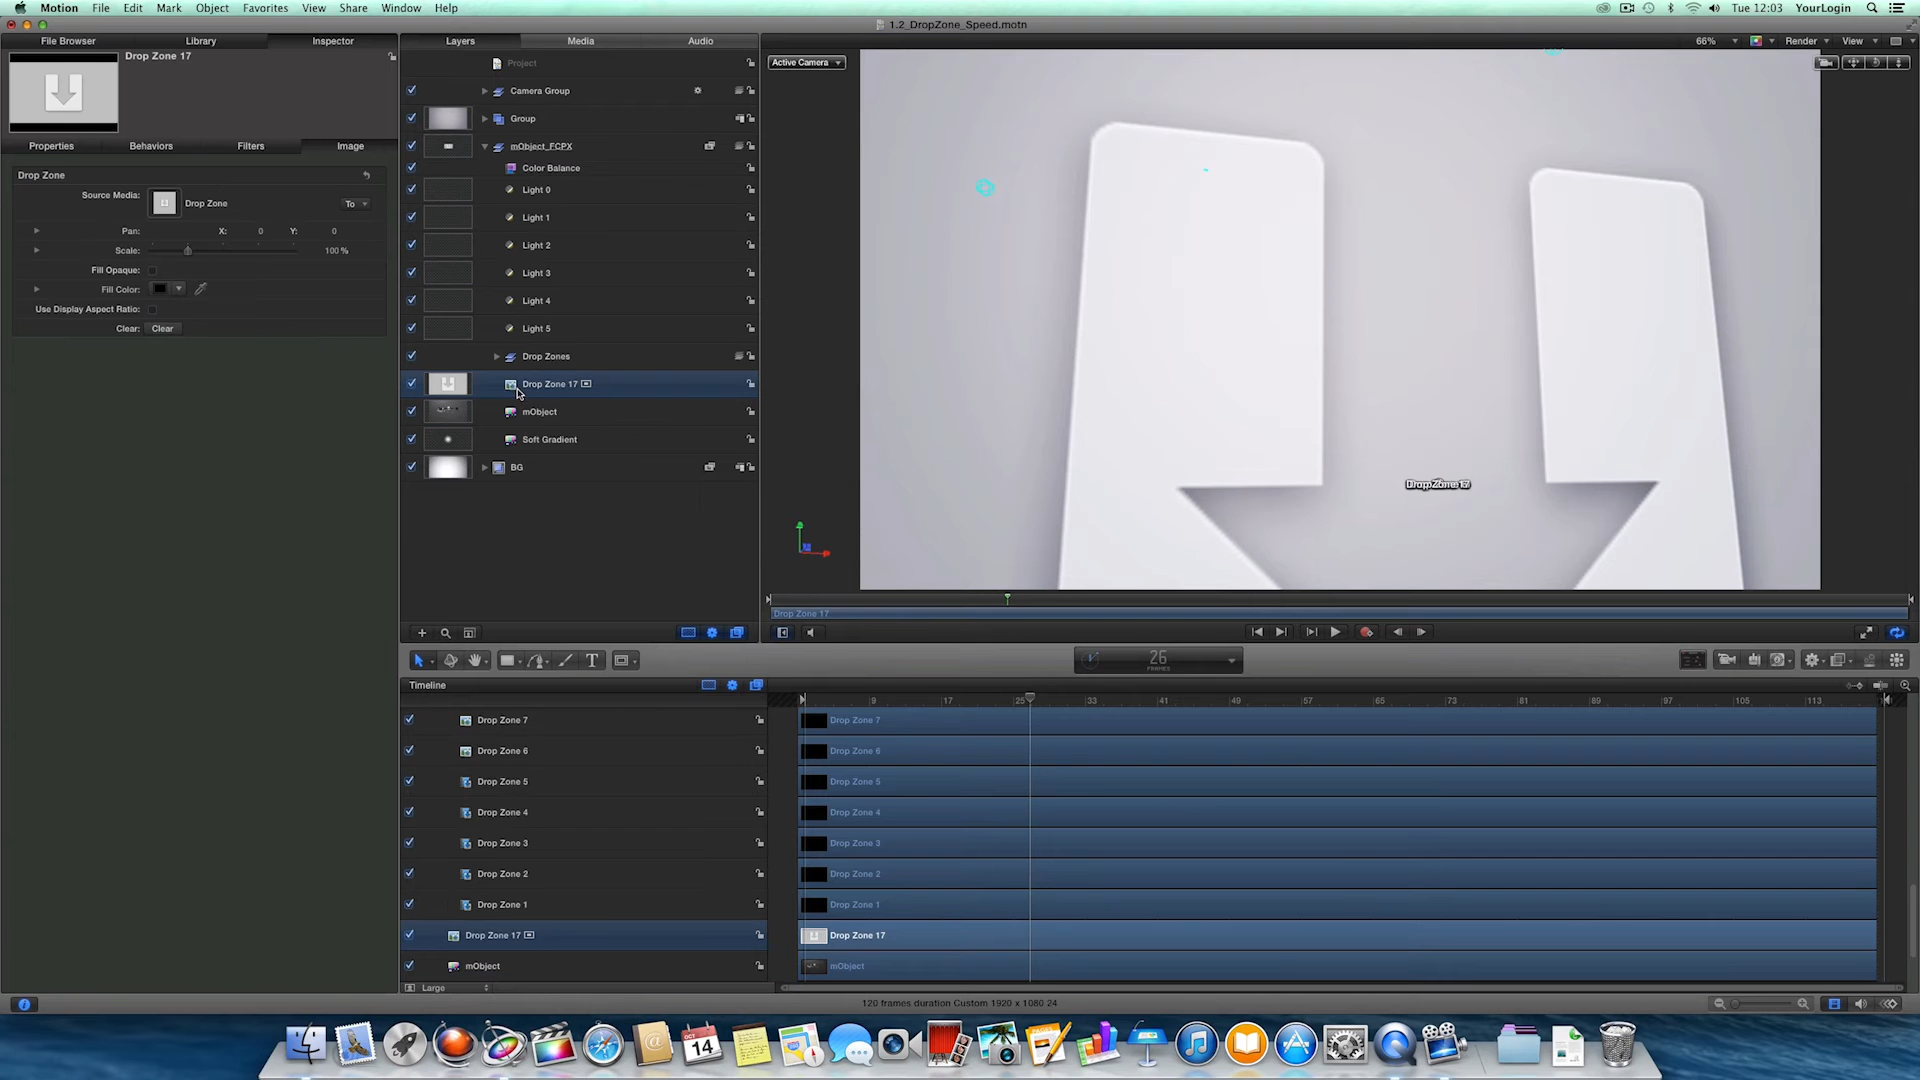 Motion File Edit Mark Object Favorites View Share Window Help
Tue 12:03 YourLogin
1.2_DropZone_Speed.motn
File Browser Library Inspector
Layers Media Audio
66% Render View
Drop Zone 17
Properties Behaviors Filters Image
Drop Zone
Source Media: Drop Zone To
Pan: X: 0 Y: 0
Scale: 100 %
Fill Opaque:
Fill Color:
Use Display Aspect Ratio:
Clear: Clear
Project
Camera Group
Group
mObject_FCPX
Color Balance
Light 0
Light 1
Light 2
Light 3
Light 4
Light 5
Drop Zones
Drop Zone 17
mObject
Soft Gradient
BG
Active Camera
Drop Zone 17
Drop Zone 17
26
FRAMES
Timeline
9 17 25 33 41 49 57 65 73 81 89 97 105 113
Drop Zone 7 Drop Zone 7
Drop Zone 6 Drop Zone 6
Drop Zone 5 Drop Zone 5
Drop Zone 4 Drop Zone 4
Drop Zone 3 Drop Zone 3
Drop Zone 2 Drop Zone 2
Drop Zone 1 Drop Zone 1
Drop Zone 17 Drop Zone 17
mObject mObject
Large
120 frames duration Custom 1920 x 1080 24
OCT
14
PAGES